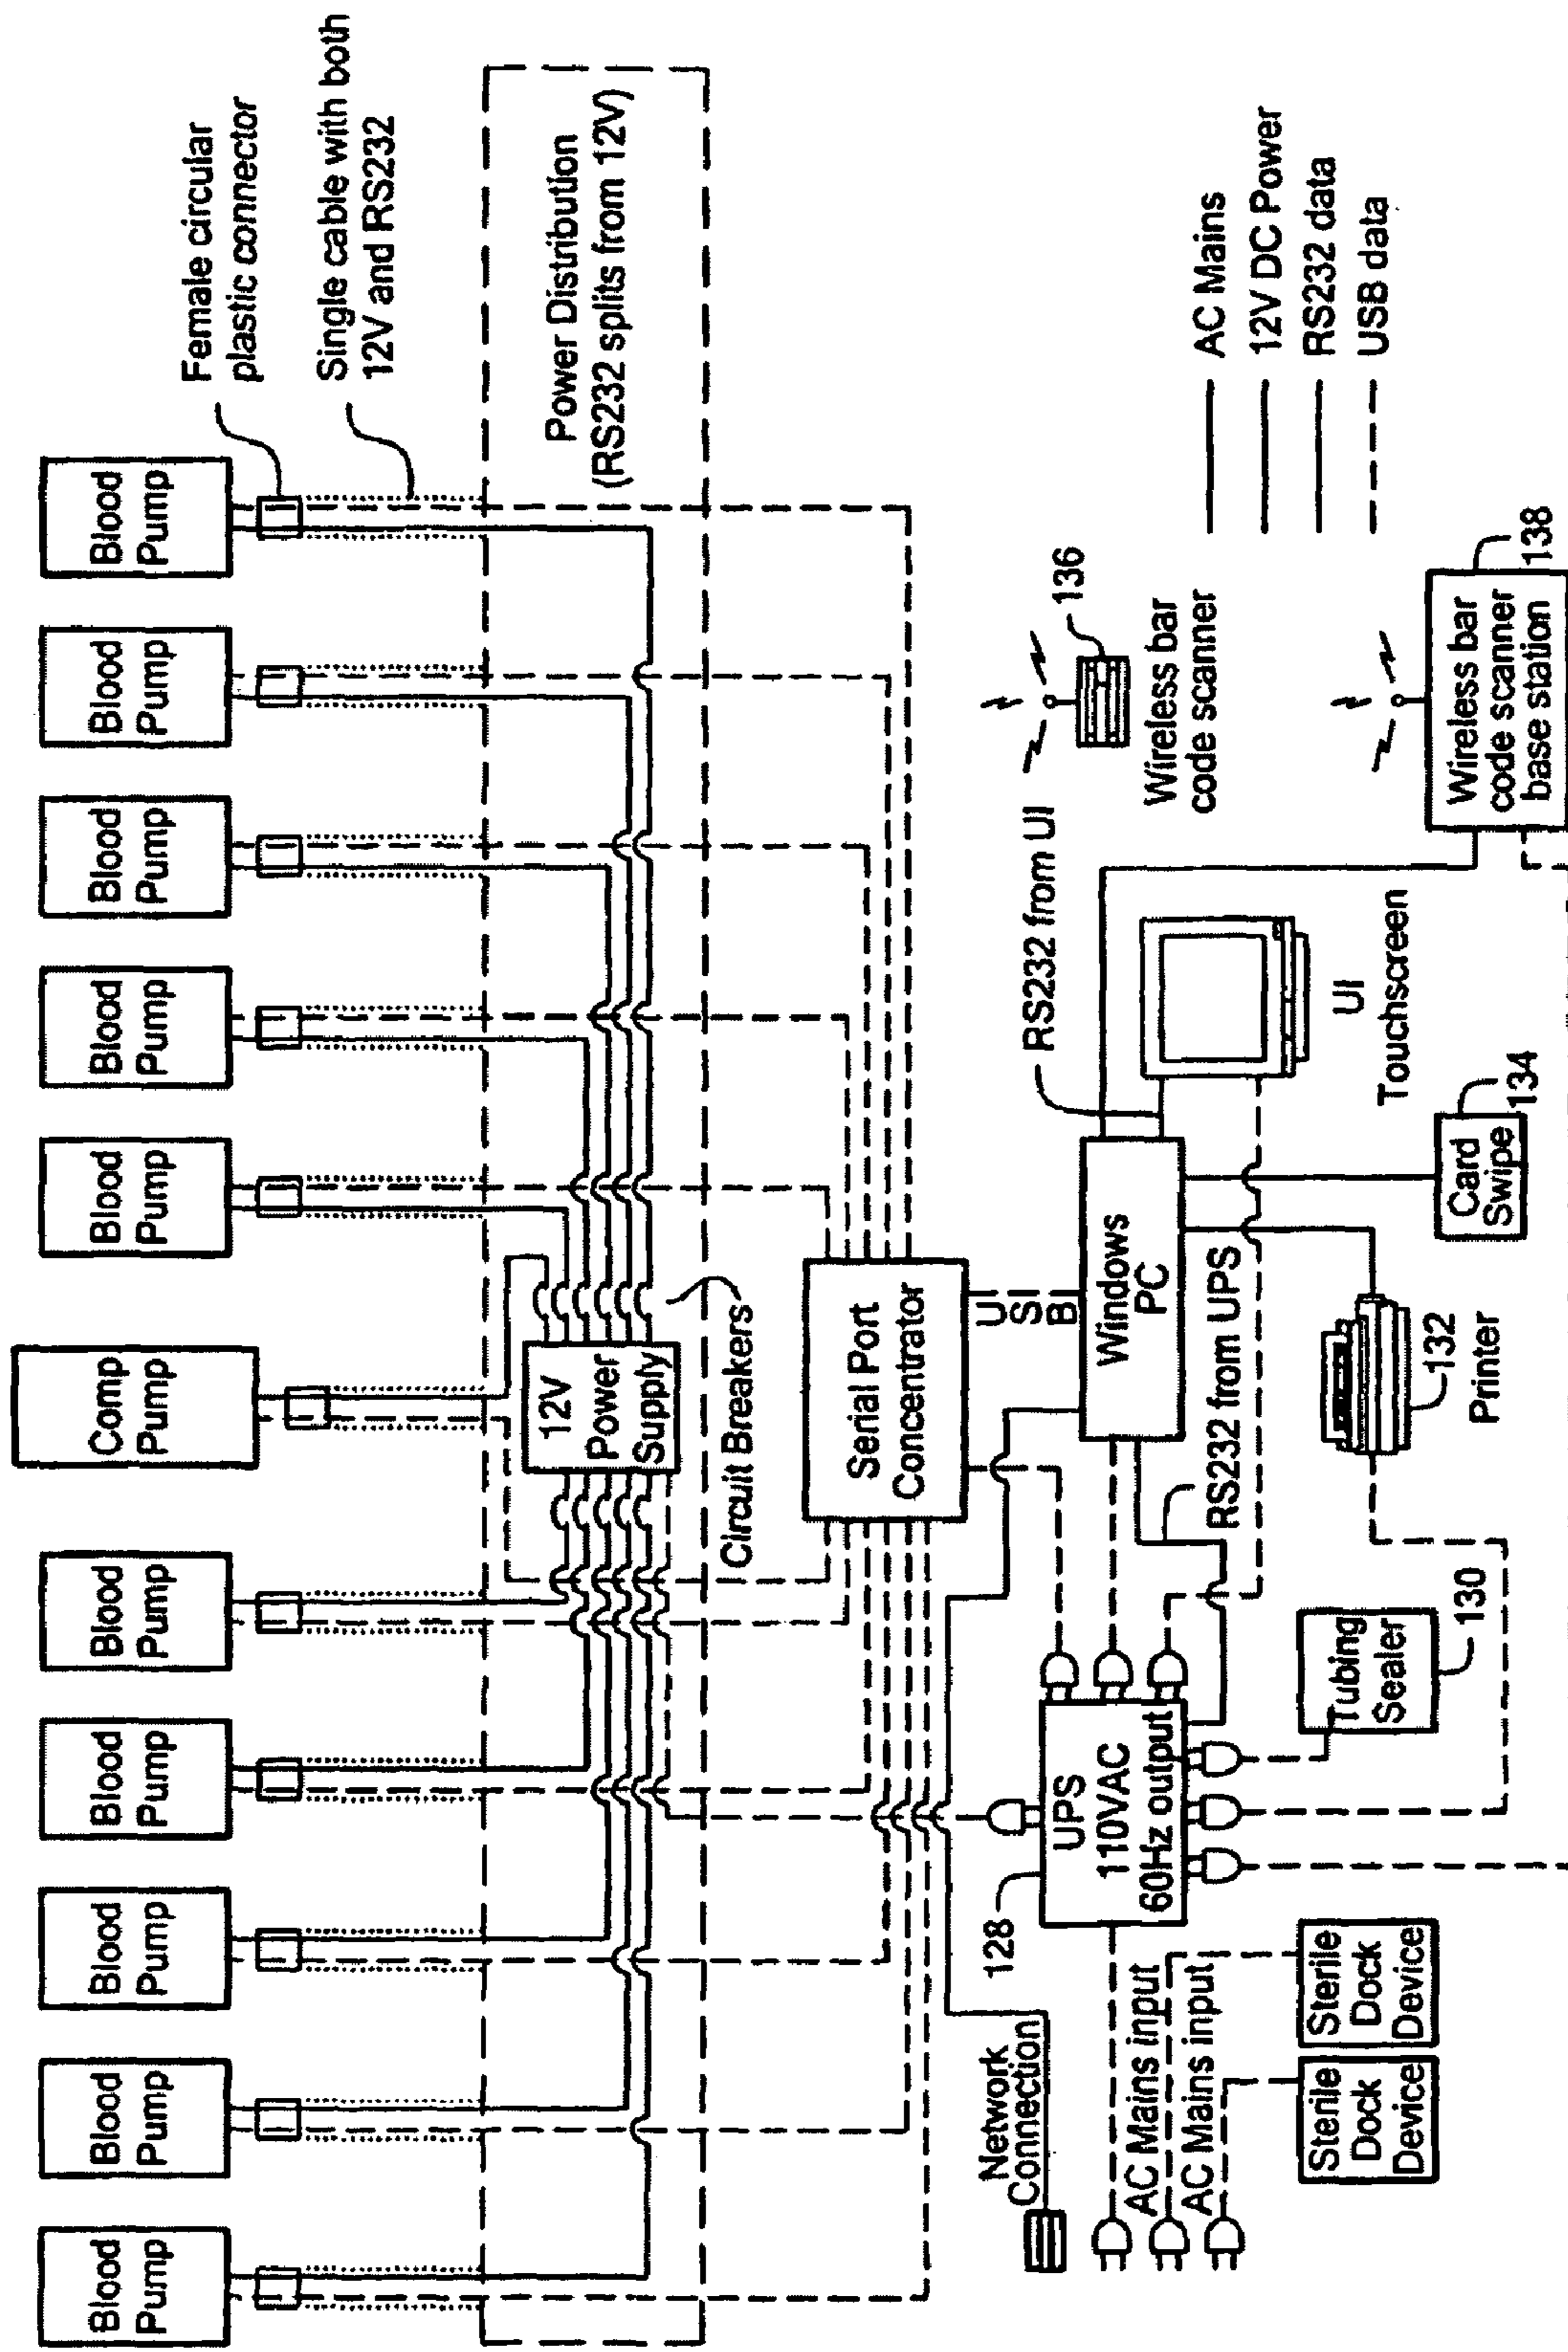 Blood
Pump
Blood
Pump
Blood
Pump
Blood
Pump
Blood
Pump
Comp
Pump
Blood
Pump
Blood
Pump
Blood
Pump
Blood
Pump
Blood
Pump
Female circular
plastic connector
Single cable with both
12V and RS232
Power Distribution
(RS232 splits from 12V)
12V
Power
Supply
Circuit Breakers
Serial Port
Concentrator
USB
Network
Connection
128
UPS
110VAC
60Hz output
Windows
PC
RS232 from UI
RS232 from UPS
UI
Touchscreen
136
Wireless bar
code scanner
AC Mains
12V DC Power
RS232 data
USB data
AC Mains input
AC Mains input
Sterile
Dock
Device
Sterile
Dock
Device
Tubing
Sealer
130
132
Printer
Card
Swipe
134
Wireless bar
code scanner
base station
138